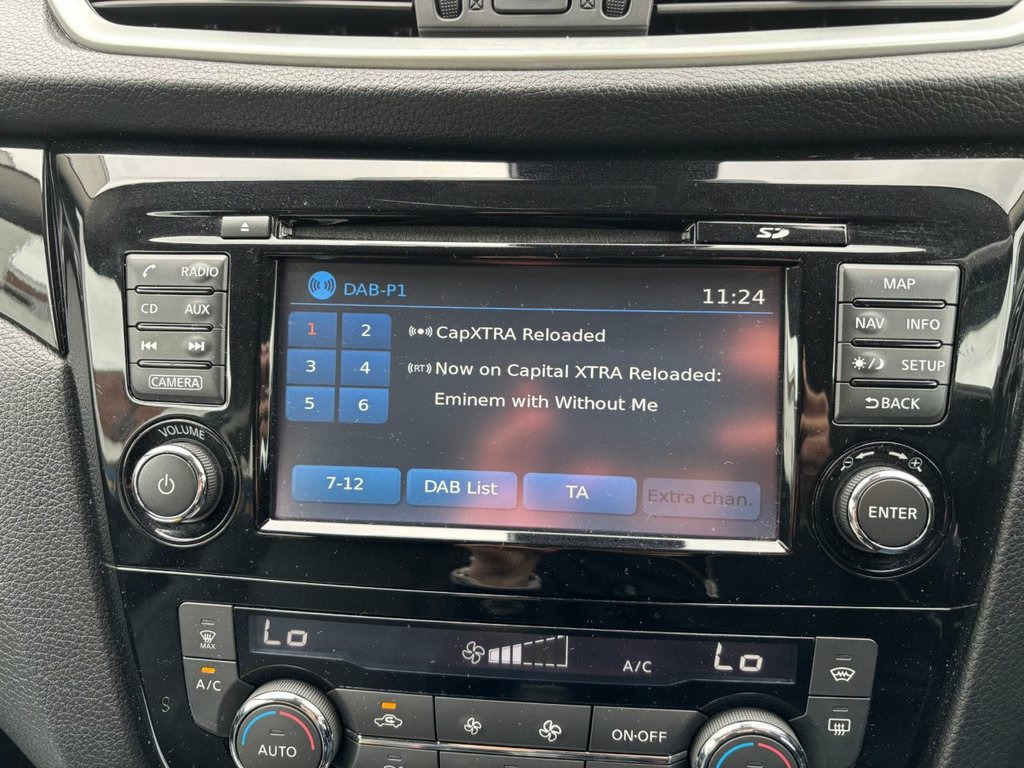 SD
RADIO
CD AUX
CAMERA
VOLUME
DAB-P1
11:24
1 2
3 4
5 6
CapXTRA Reloaded
(RT) Now on Capital XTRA Reloaded:
Eminem with Without Me
7-12
DAB List
TA
Extra chan.
MAP
NAV INFO
SETUP
BACK
ENTER
MAX
A/C
Lo
A/C
Lo
AUTO
ON·OFF